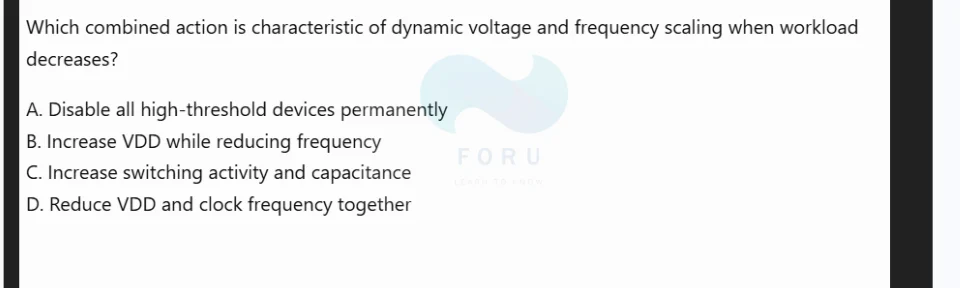 Which combined action is characteristic of dynamic voltage and frequency scaling when workload
decreases?
A. Disable all high-threshold devices permanently
B. Increase VDD while reducing frequency
FORU
C. Increase switching activity and capacitance
D. Reduce VDD and clock frequency together